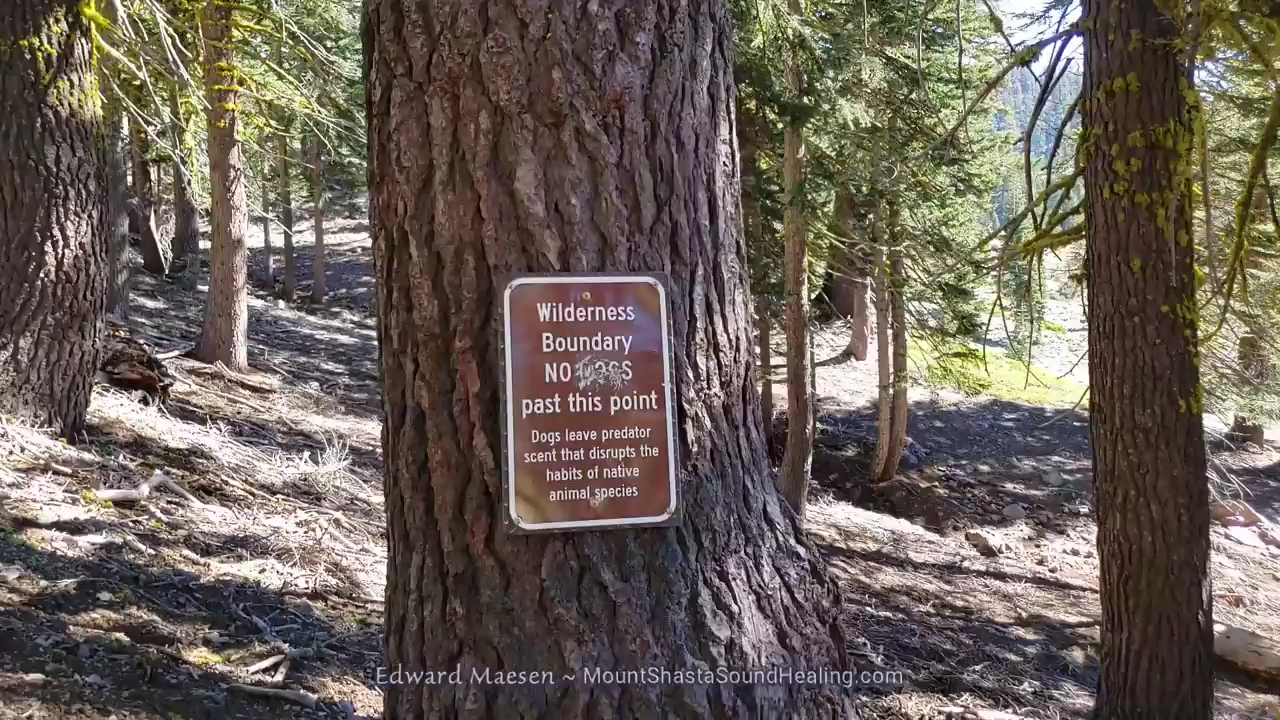 Wilderness
Boundary
NO DOGS
past this point
Dogs leave predator
scent that disrupts the
habits of native
animal species
Edward Maesen ~ MountShastaSoundHealing.com